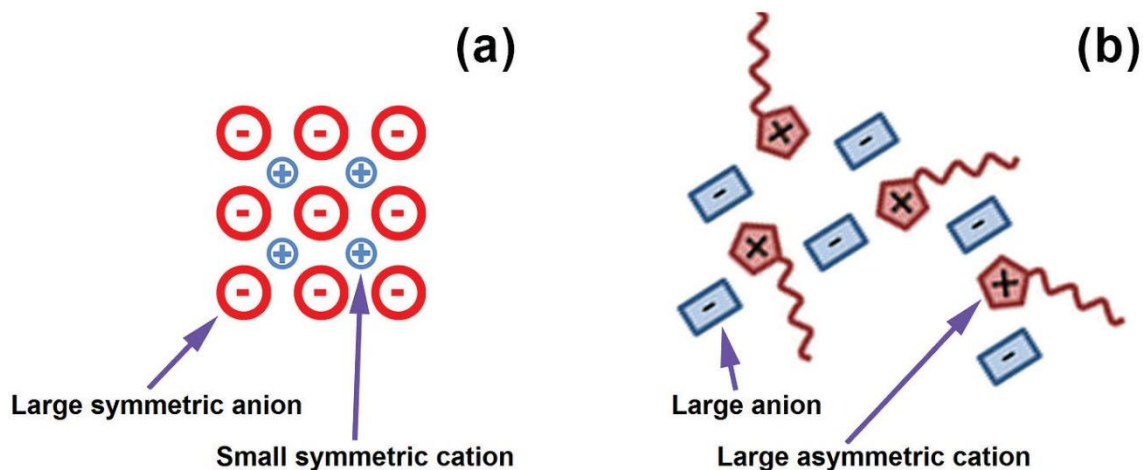 (a)
(b)
- - -
+ +
- - -
+ +
- - -
+
-
-
+
-
+
-
-
+
-
Large symmetric anion
Small symmetric cation
Large anion
Large asymmetric cation